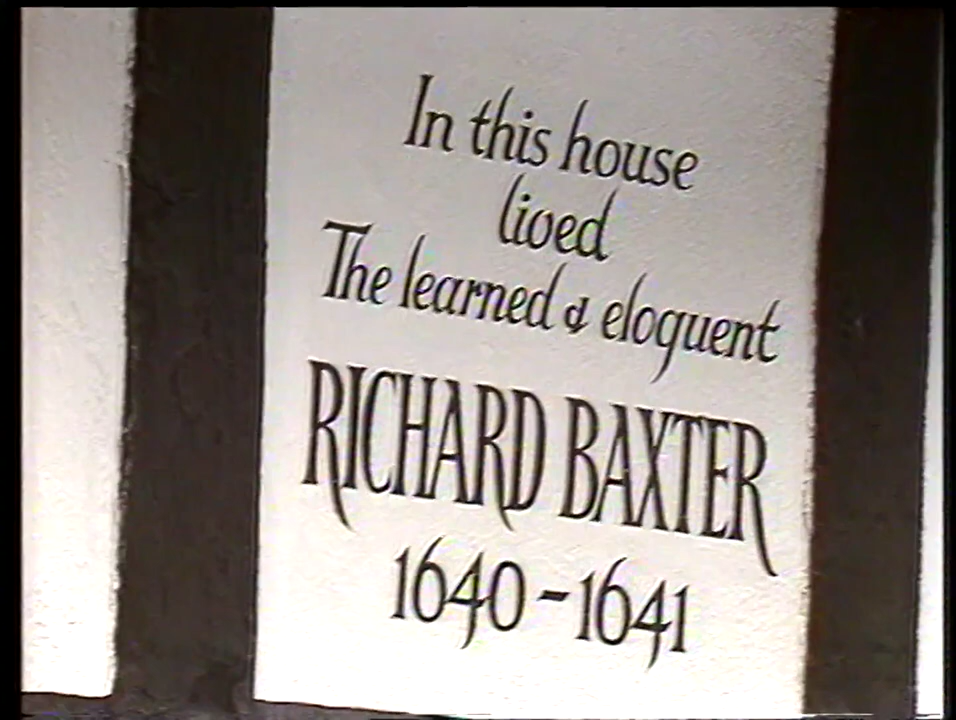 In this house
lived
The learned & eloquent
RICHARD BAXTER
1640-1641